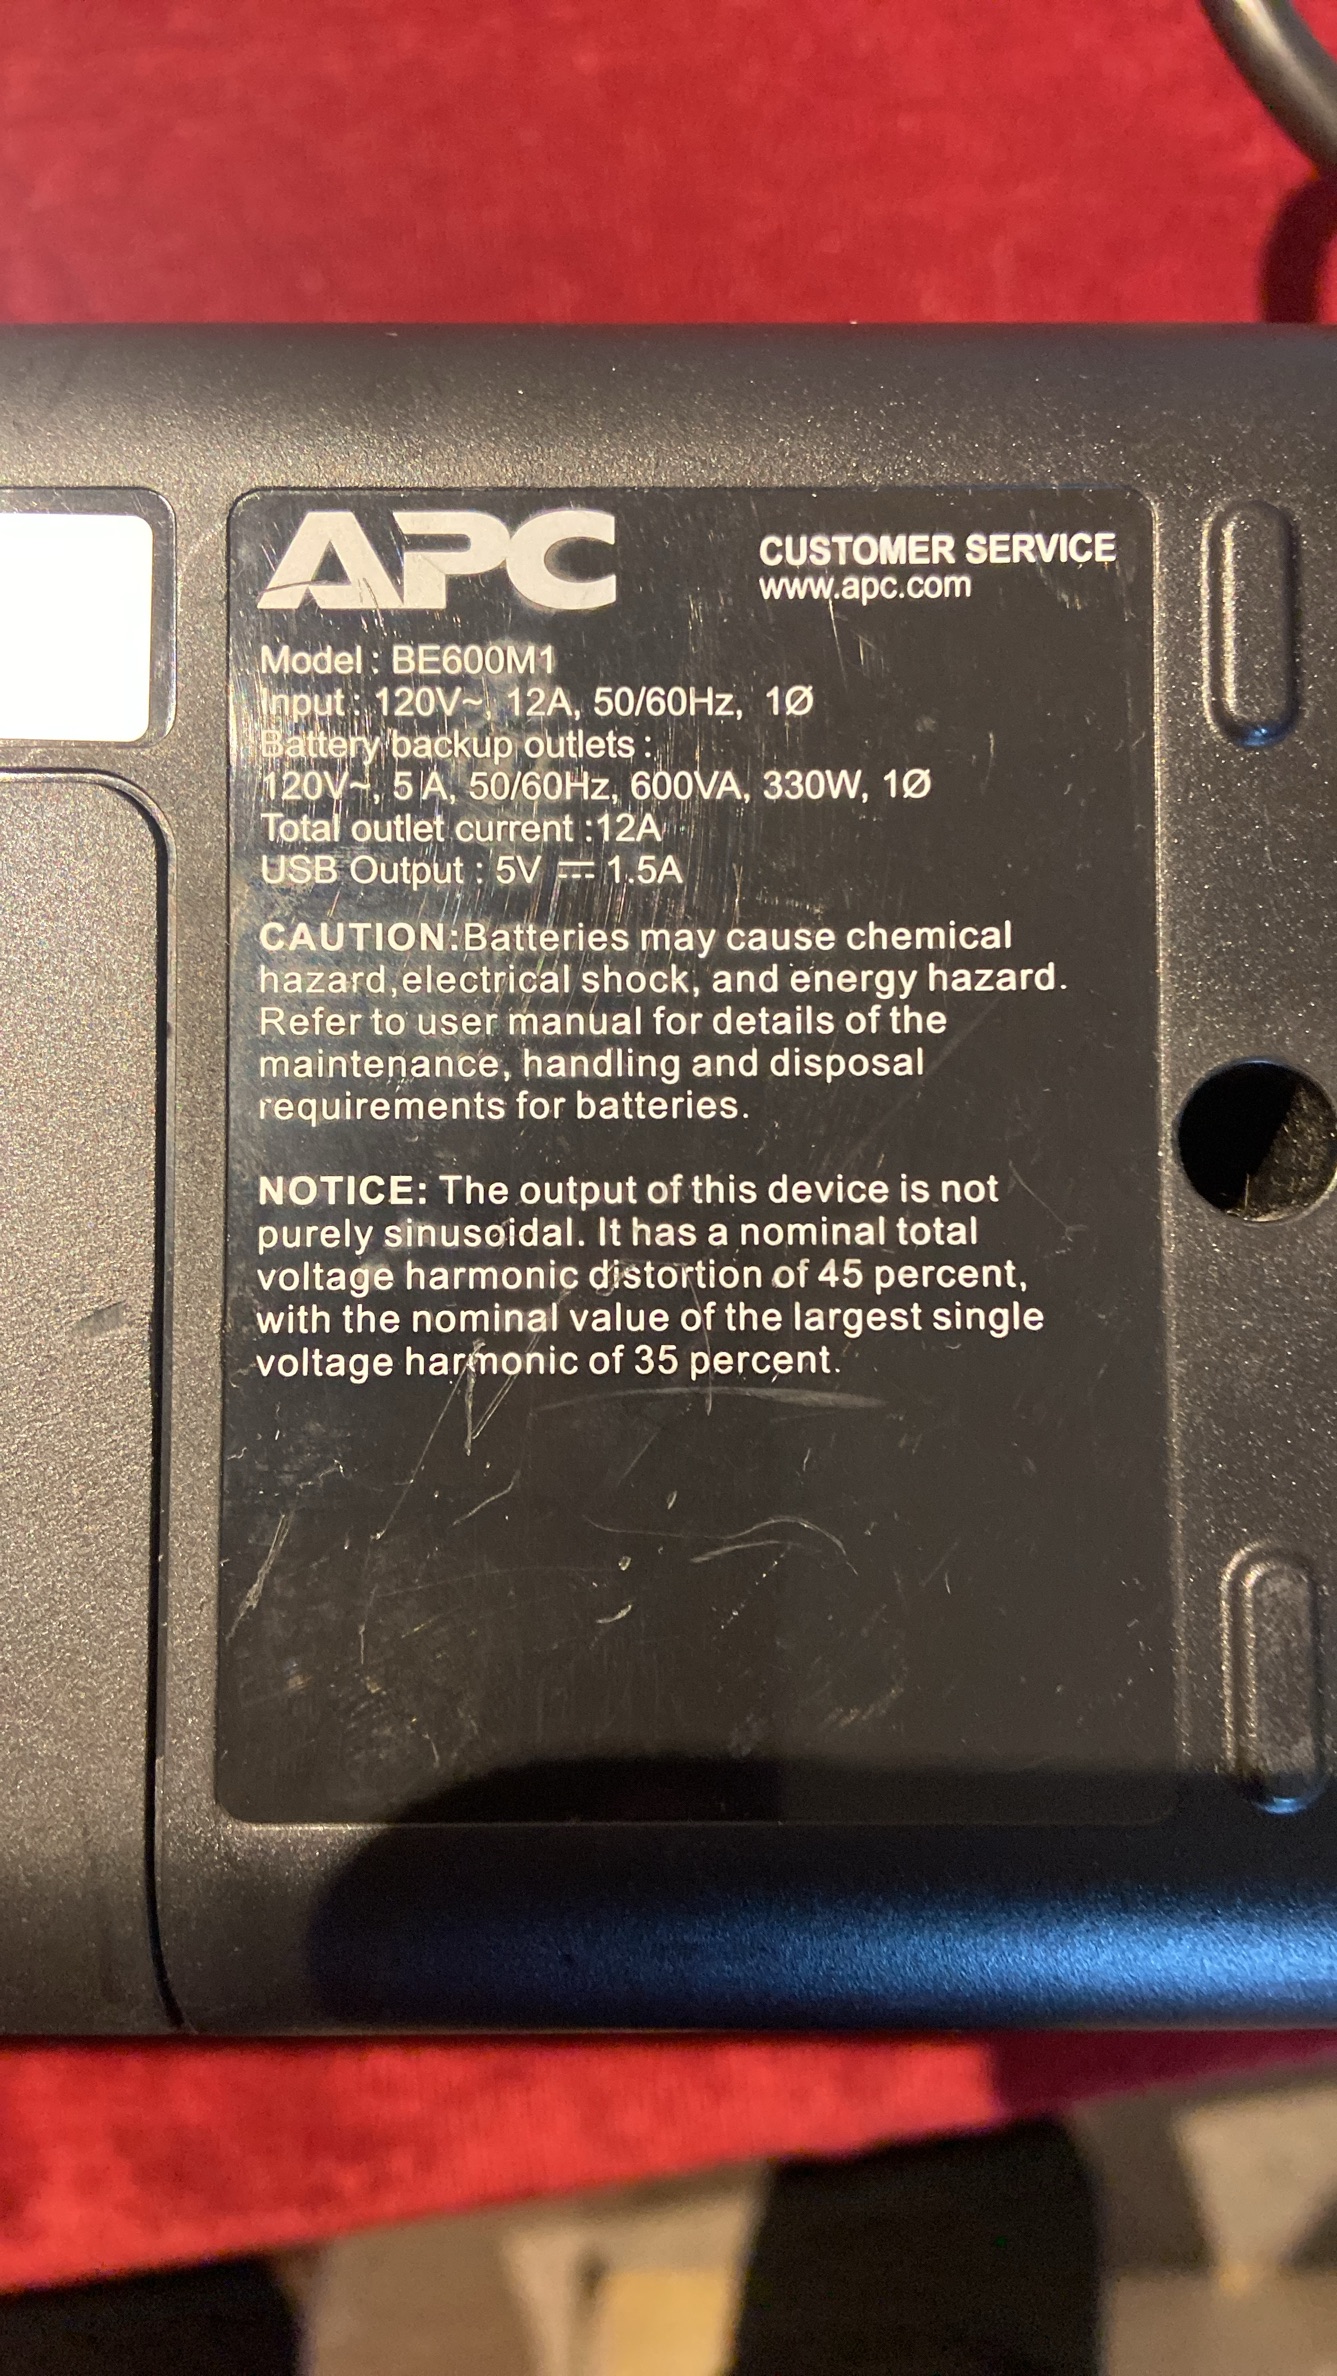 APC
CUSTOMER SERVICE
www.apc.com
Model : BE600M1
Input : 120V~, 12A, 50/60Hz, 1Ø
Battery backup outlets :
120V~, 5 A, 50/60Hz, 600VA, 330W, 1Ø
Total outlet current :12A
USB Output : 5V ⎓ 1.5A
CAUTION:Batteries may cause chemical
hazard,electrical shock, and energy hazard.
Refer to user manual for details of the
maintenance, handling and disposal
requirements for batteries.
NOTICE: The output of this device is not
purely sinusoidal. It has a nominal total
voltage harmonic distortion of 45 percent,
with the nominal value of the largest single
voltage harmonic of 35 percent.